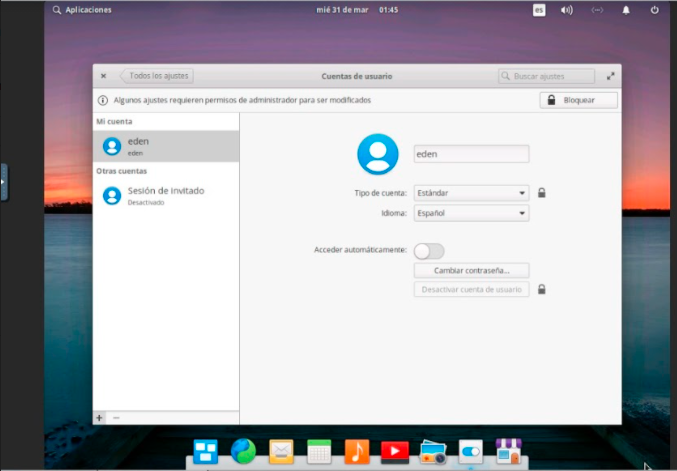 Aplicaciones
mié 31 de mar 01:45
es
Todos los ajustes
Cuentas de usuario
Buscar ajustes
Algunos ajustes requieren permisos de administrador para ser modificados
Bloquear
Mi cuenta
eden
eden
Otras cuentas
Sesión de Invitado
Desactivado
eden
Tipo de cuenta: Estándar
Idioma: Español
Acceder automáticamente:
Cambiar contraseña...
Desactivar cuenta de usuario